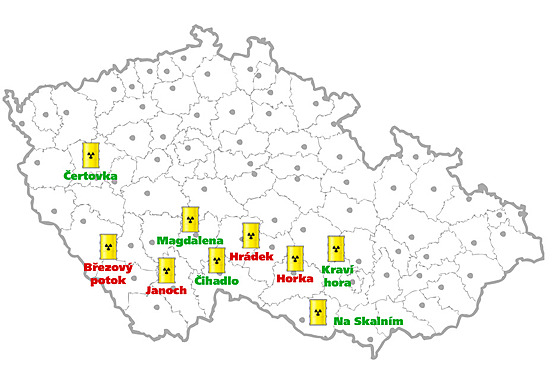 Čertovka
Magdalena
Hrádek
Březový
potok
Janoch
Čihadlo
Horka
Kraví
hora
Na Skalním